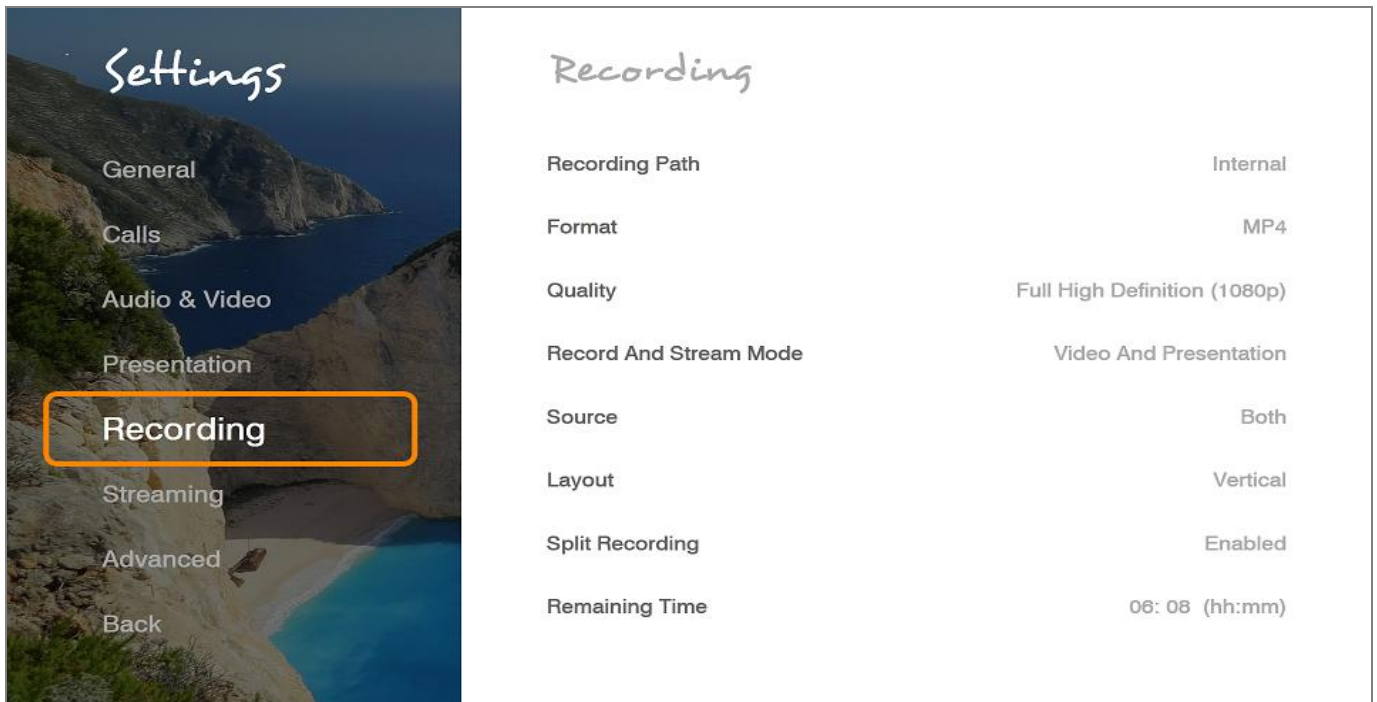 Settings
General
Calls
Audio & Video
Presentation
Recording
Streaming
Advanced
Back
Recording
Recording Path Internal
Format MP4
Quality Full High Definition (1080p)
Record And Stream Mode Video And Presentation
Source Both
Layout Vertical
Split Recording Enabled
Remaining Time 06: 08 (hh:mm)